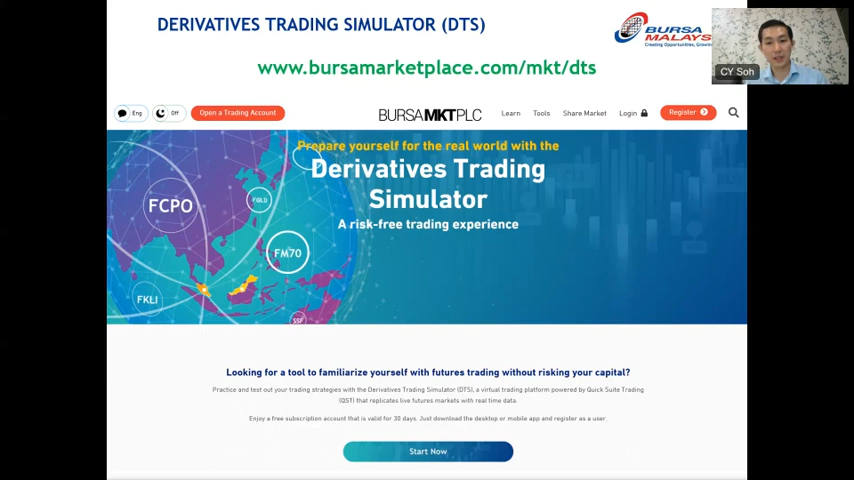 DERIVATIVES TRADING SIMULATOR (DTS)
BURSA
MALAYS
Creating Opportunities, Growin
www.bursamarketplace.com/mkt/dts
CY Soh
Eng
Off
Open a Trading Account
BURSAMKTPLC
Learn
Tools
Share Market
Login
Register
Prepare yourself for the real world with the
Derivatives Trading
Simulator
A risk-free trading experience
FCPO
FGLD
FM70
FKLI
SSF
Looking for a tool to familiarize yourself with futures trading without risking your capital?
Practice and test out your trading strategies with the Derivatives Trading Simulator (DTS), a virtual trading platform powered by Quick Suite Trading
(QST) that replicates live futures markets with real time data.
Enjoy a free subscription account that is valid for 30 days. Just download the desktop or mobile app and register as a user.
Start Now